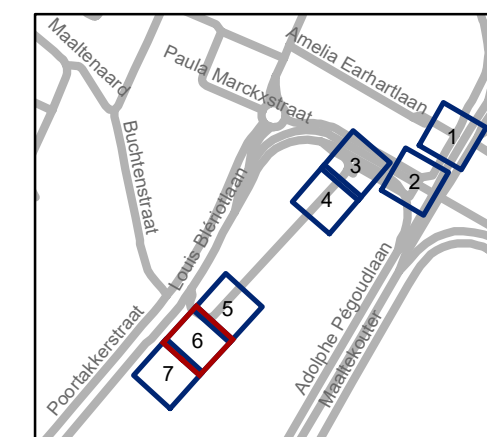 Maaltenaard
Paula Marckxstraat
Amelia Earhartlaan
Buchtenstraat
Louis Blériotlaan
Poortakkerstraat
Adolphe Pégoudlaan
Maaltekouter
1
2
3
4
5
6
7